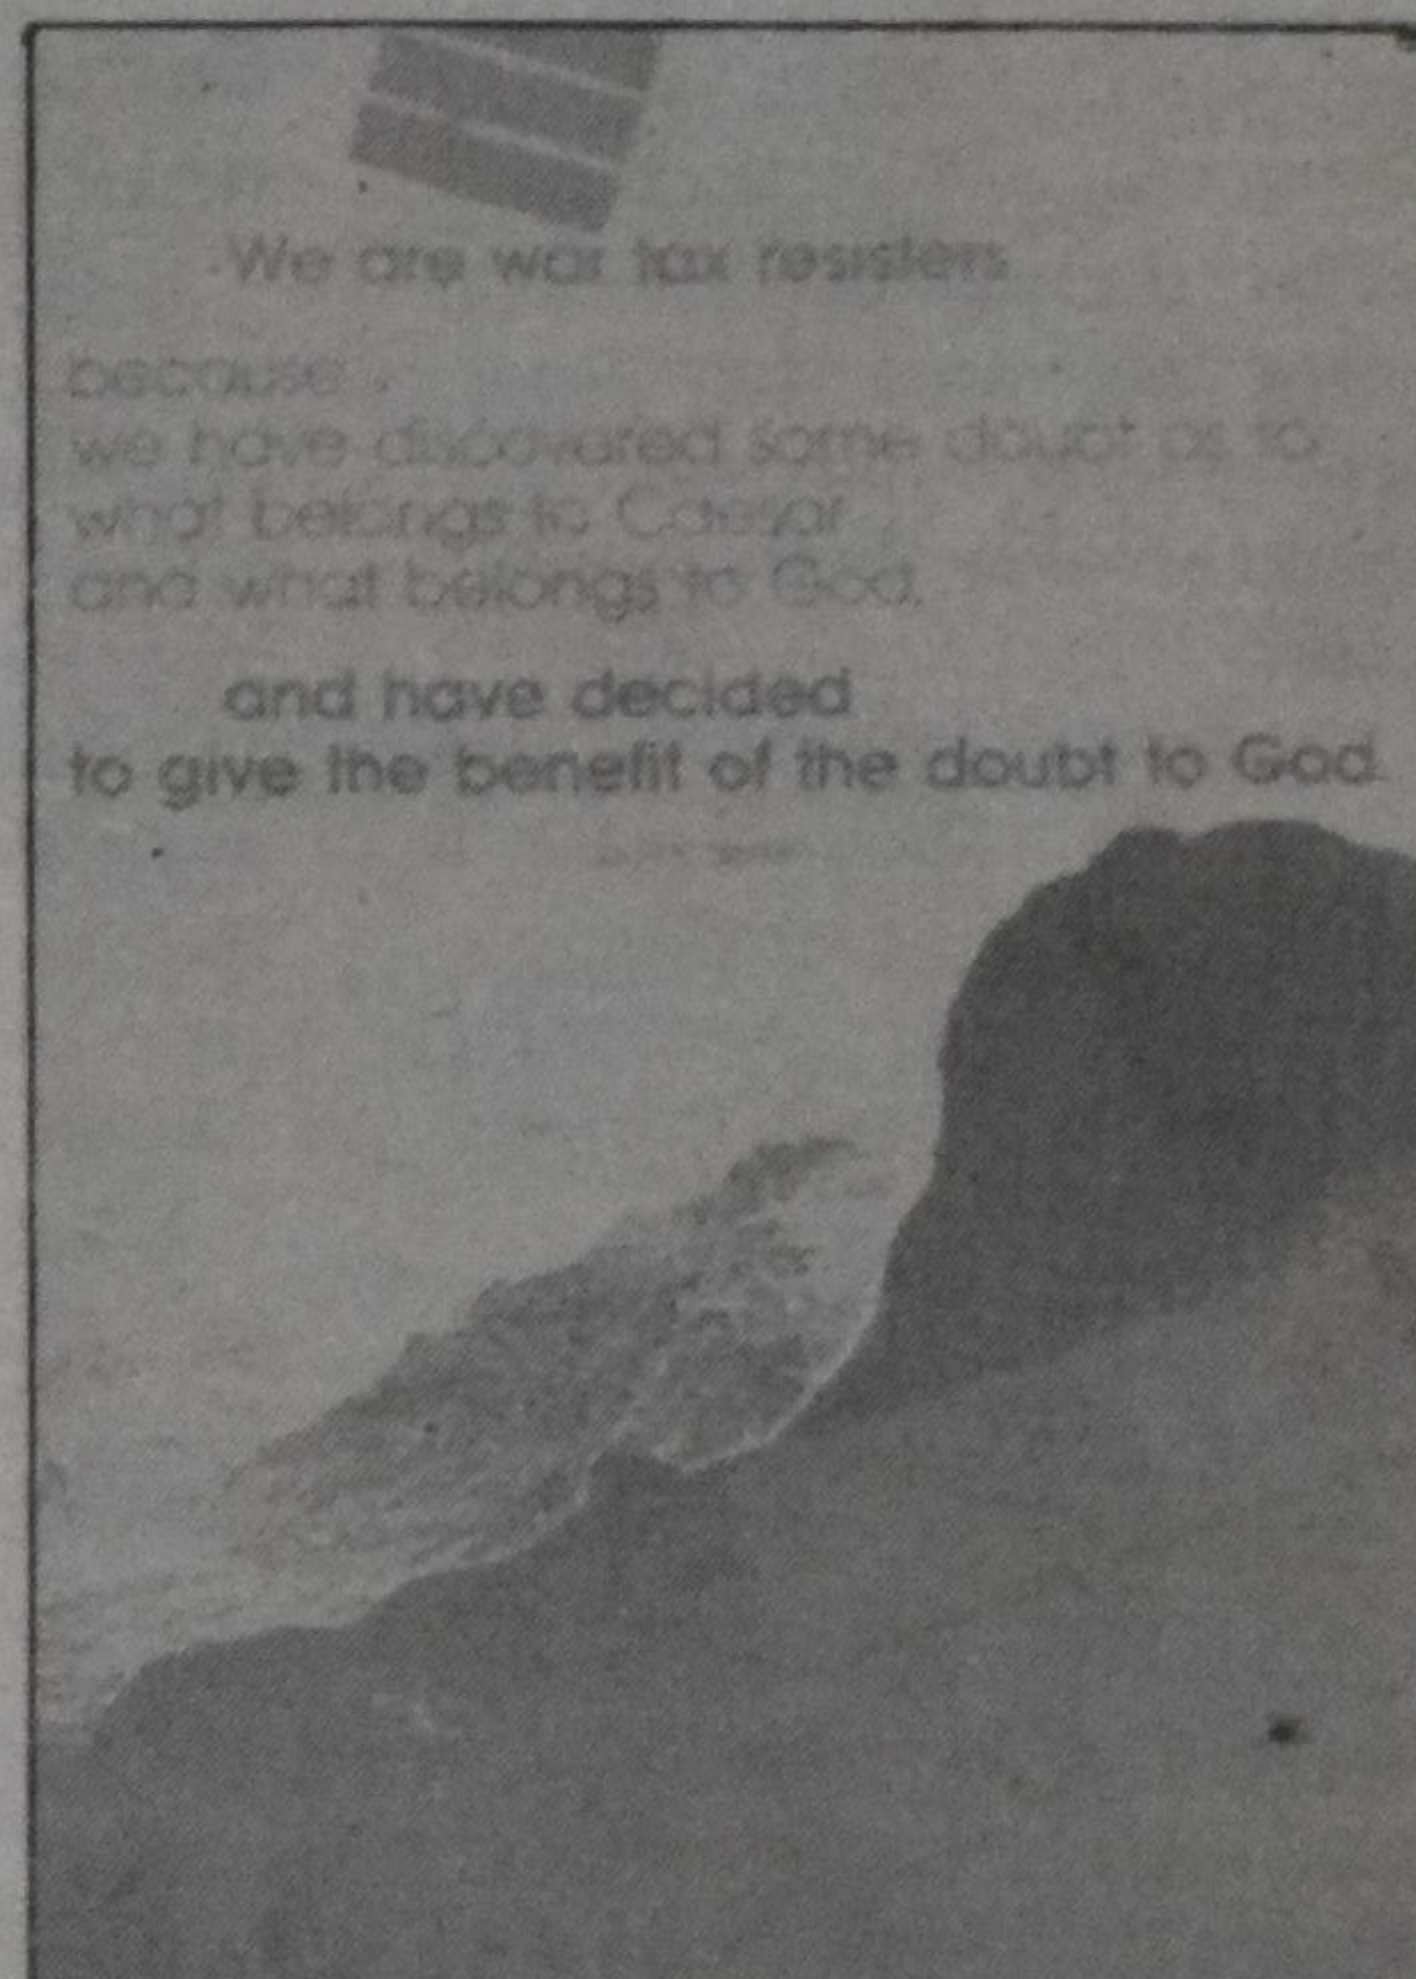 We are war tax resisters
because
we have discovered some doubt as to
what belongs to Caesar
and what belongs to God,
and have decided
to give the benefit of the doubt to God.